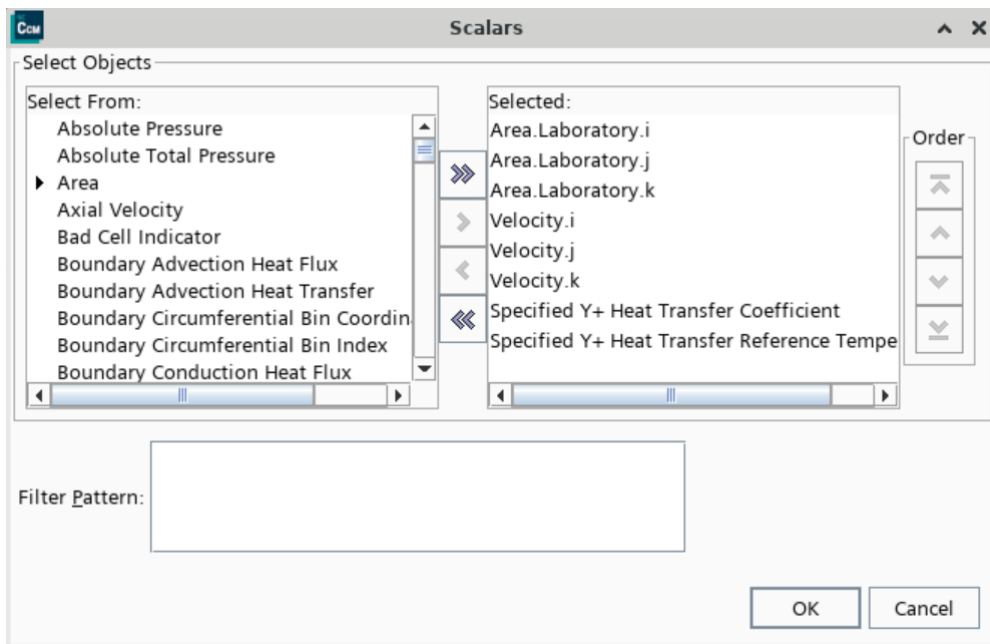 CCM
Scalars
Select Objects
Select From:
Absolute Pressure
Absolute Total Pressure
Area
Axial Velocity
Bad Cell Indicator
Boundary Advection Heat Flux
Boundary Advection Heat Transfer
Boundary Circumferential Bin Coordin
Boundary Circumferential Bin Index
Boundary Conduction Heat Flux
Selected:
Area.Laboratory.i
Area.Laboratory.j
Area.Laboratory.k
Velocity.i
Velocity.j
Velocity.k
Specified Y+ Heat Transfer Coefficient
Specified Y+ Heat Transfer Reference Tempe
Order
Filter Pattern:
OK
Cancel